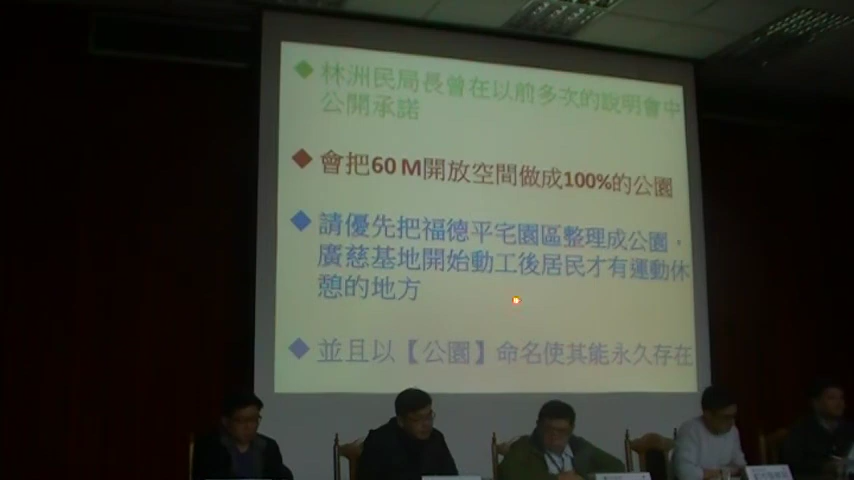 林洲民局長曾在以前多次的說明會中
公開承諾
會把60M開放空間做成100%的公園
請優先把福德平宅園區整理成公園，
廣慈基地開始動工後居民才有運動休
憩的地方
並且以【公園】命名使其能永久存在